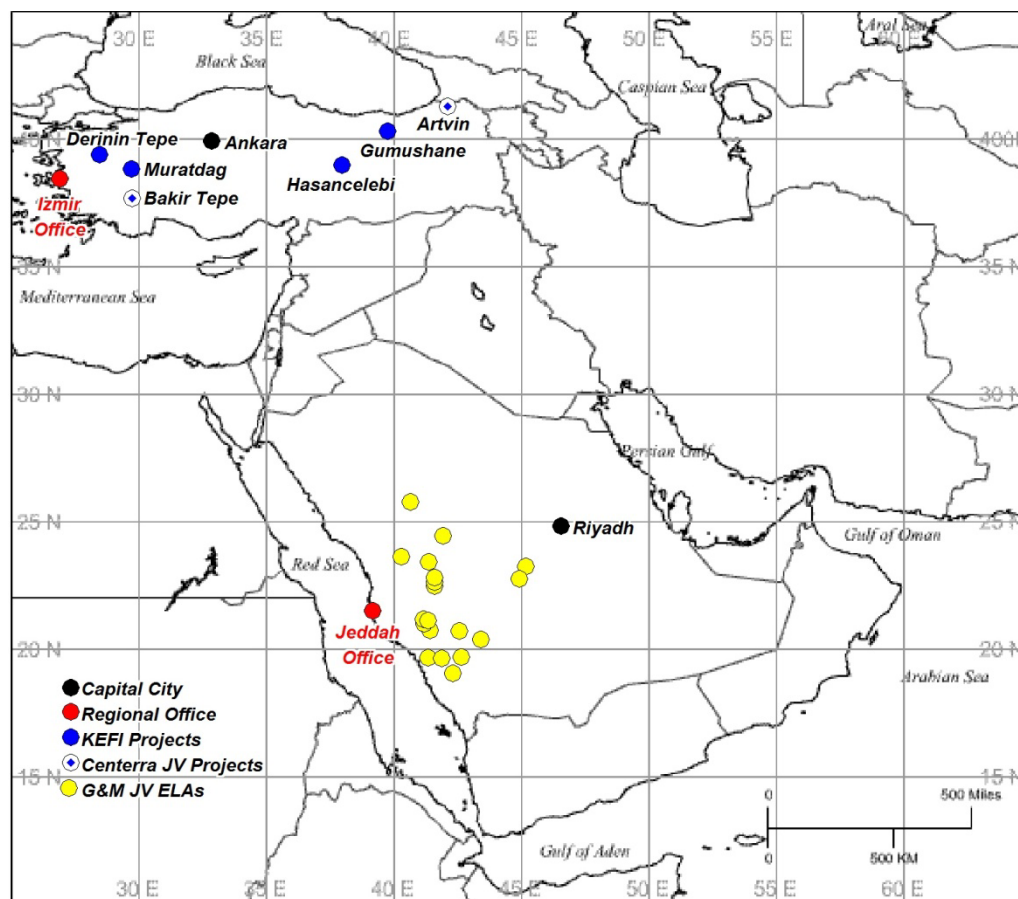 30 E
35 E
40 E
45 E
50 E
55 E
60 E
Aral Sea
Black Sea
Caspian Sea
Artvin
40 N
Derinin Tepe
Ankara
Gumushane
40 N
Muratdag
Hasancelebi
Bakir Tepe
Izmir
Office
35 N
35 N
Mediterranean Sea
30 N
30 N
Persian Gulf
25 N
Riyadh
25 N
Gulf of Oman
Red Sea
Jeddah
Office
20 N
20 N
Arabian Sea
Capital City
Regional Office
KEFI Projects
Centerra JV Projects
G&M JV ELAs
15 N
15 N
0
500 Miles
0
500 KM
Gulf of Aden
30 E
35 E
40 E
45 E
50 E
55 E
60 E